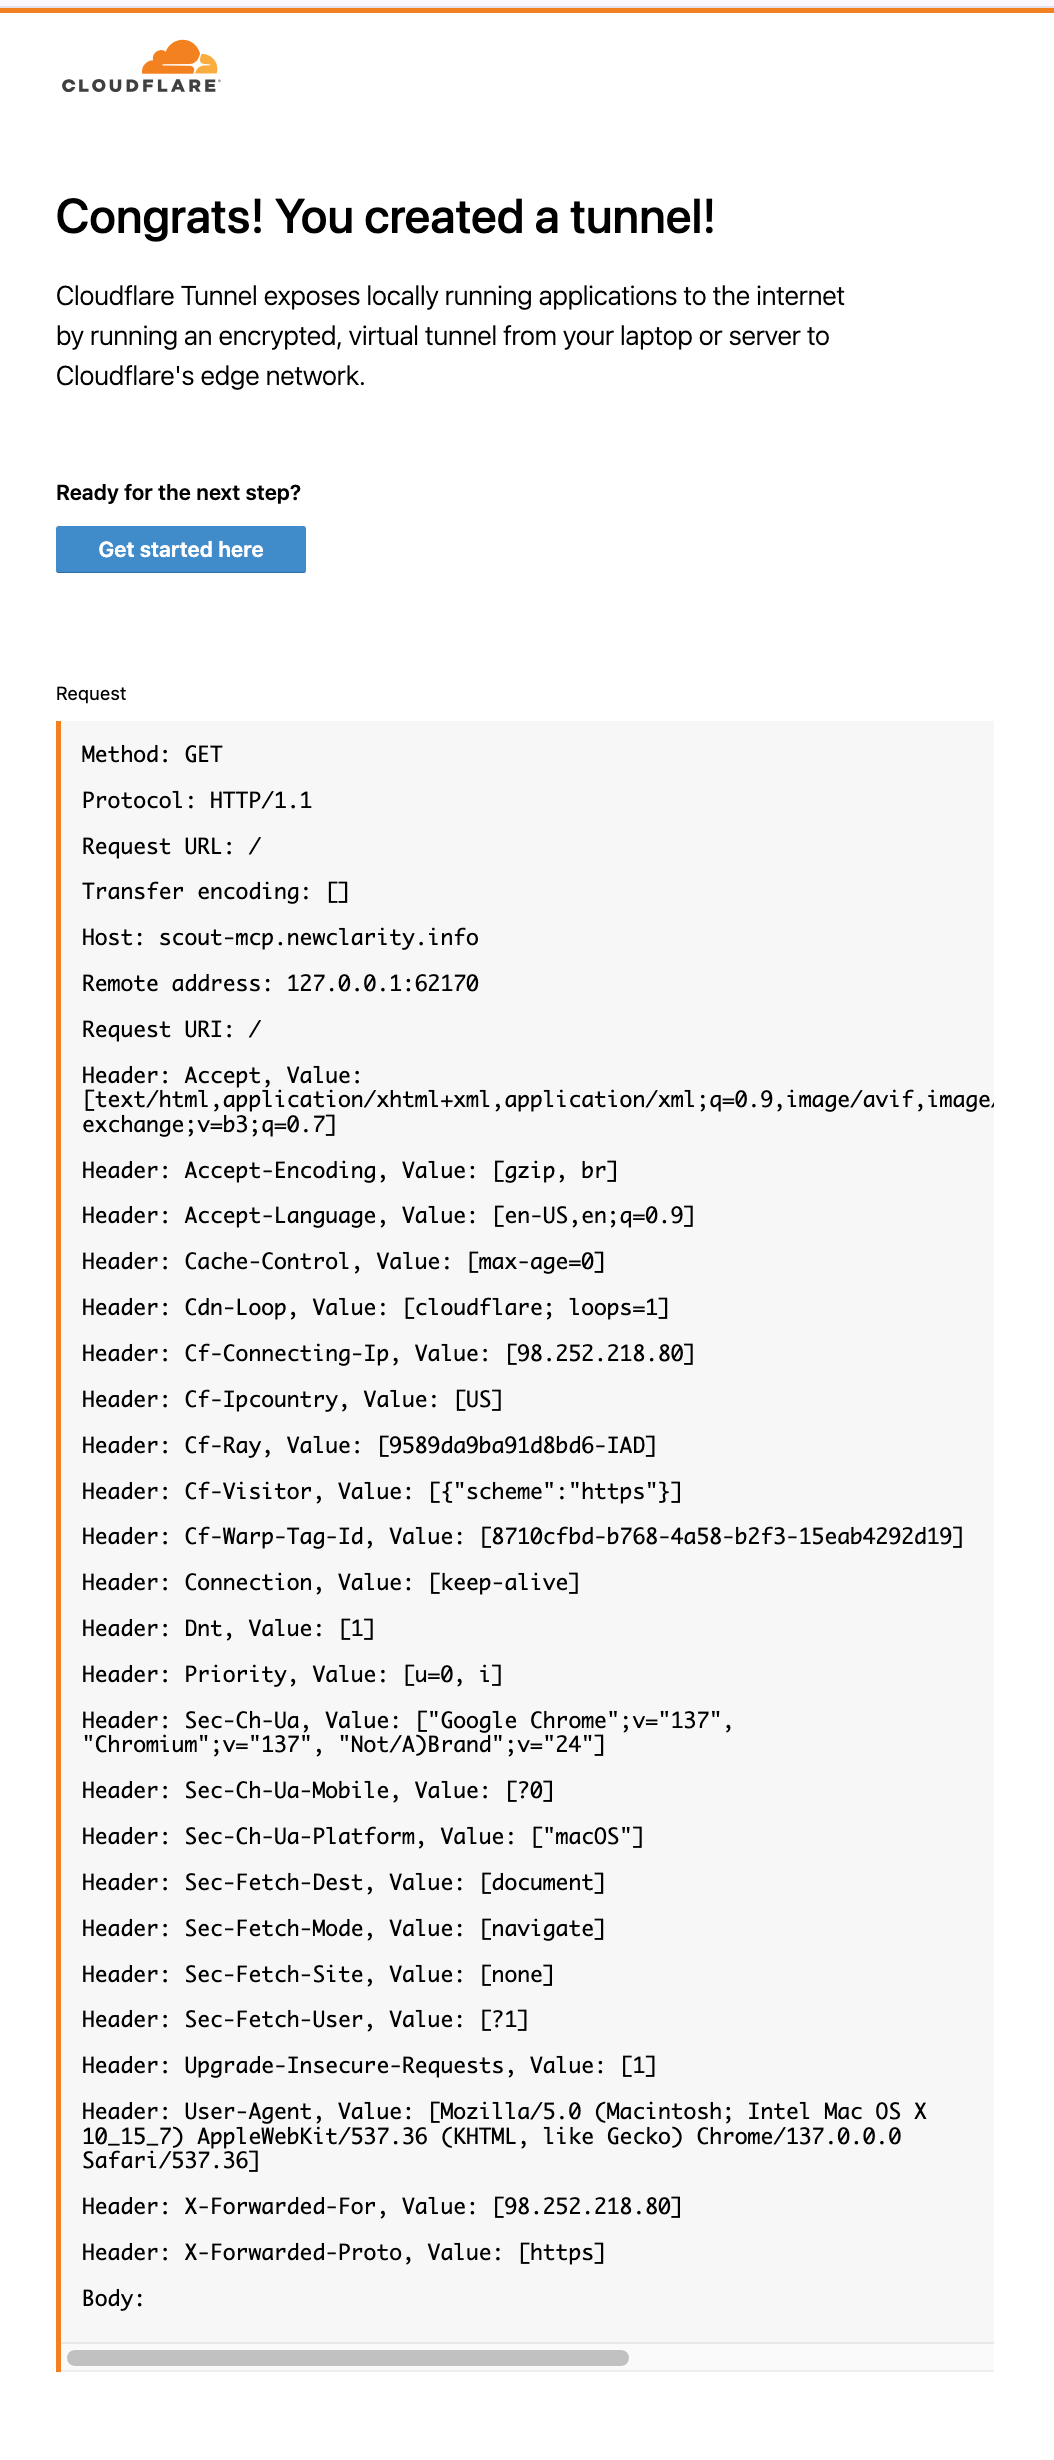 CLOUDFLARE
Congrats! You created a tunnel!
Cloudflare Tunnel exposes locally running applications to the internet
by running an encrypted, virtual tunnel from your laptop or server to
Cloudflare's edge network.
Ready for the next step?
Get started here
Request
Method: GET
Protocol: HTTP/1.1
Request URL: /
Transfer encoding: []
Host: scout-mcp.newclarity.info
Remote address: 127.0.0.1:62170
Request URI: /
Header: Accept, Value:
[text/html,application/xhtml+xml,application/xml;q=0.9,image/avif,image/
exchange;v=b3;q=0.7]
Header: Accept-Encoding, Value: [gzip, br]
Header: Accept-Language, Value: [en-US,en;q=0.9]
Header: Cache-Control, Value: [max-age=0]
Header: Cdn-Loop, Value: [cloudflare; loops=1]
Header: Cf-Connecting-Ip, Value: [98.252.218.80]
Header: Cf-Ipcountry, Value: [US]
Header: Cf-Ray, Value: [9589da9ba91d8bd6-IAD]
Header: Cf-Visitor, Value: [{"scheme":"https"}]
Header: Cf-Warp-Tag-Id, Value: [8710cfbd-b768-4a58-b2f3-15eab4292d19]
Header: Connection, Value: [keep-alive]
Header: Dnt, Value: [1]
Header: Priority, Value: [u=0, i]
Header: Sec-Ch-Ua, Value: ["Google Chrome";v="137",
"Chromium";v="137", "Not/A)Brand";v="24"]
Header: Sec-Ch-Ua-Mobile, Value: [?0]
Header: Sec-Ch-Ua-Platform, Value: ["macOS"]
Header: Sec-Fetch-Dest, Value: [document]
Header: Sec-Fetch-Mode, Value: [navigate]
Header: Sec-Fetch-Site, Value: [none]
Header: Sec-Fetch-User, Value: [?1]
Header: Upgrade-Insecure-Requests, Value: [1]
Header: User-Agent, Value: [Mozilla/5.0 (Macintosh; Intel Mac OS X
10_15_7) AppleWebKit/537.36 (KHTML, like Gecko) Chrome/137.0.0.0
Safari/537.36]
Header: X-Forwarded-For, Value: [98.252.218.80]
Header: X-Forwarded-Proto, Value: [https]
Body: